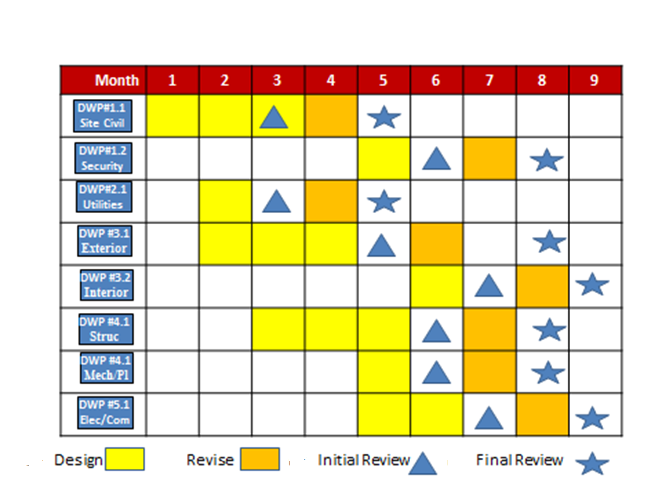 Month 1 2 3 4 5 6 7 8 9
DWP#1.1
Site Civil
DWP#1.2
Security
DWP#2.1
Utilities
DWP #3.1
Exterior
DWP #3.2
Interior
DWP #4.1
Struc
DWP #4.1
Mech/Pl
DWP #5.1
Elec/Com
Design Revise Initial Review Final Review